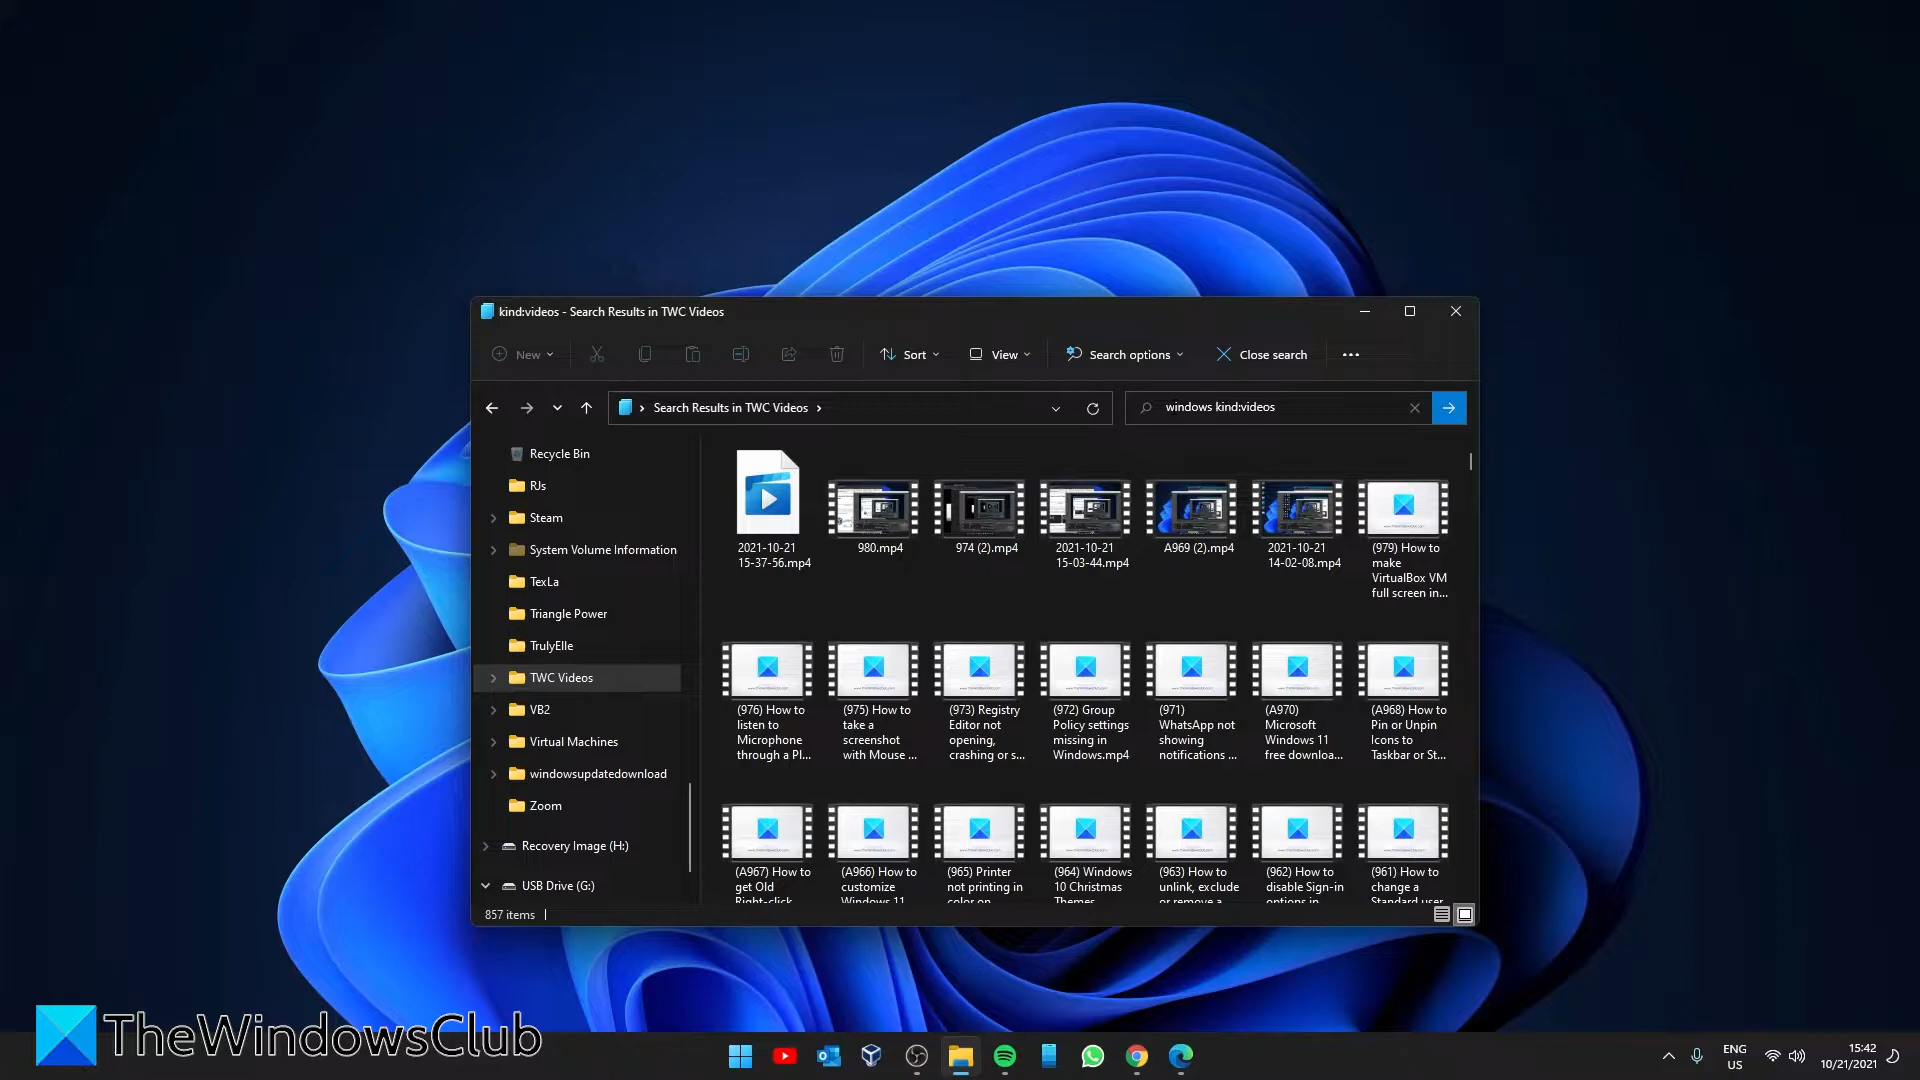 kind:videos - Search Results in TWC Videos
New
Sort
View
Search options
Close search
Search Results in TWC Videos
windows kind:videos
Recycle Bin
RJs
Steam
System Volume Information
TexLa
Triangle Power
TrulyElle
TWC Videos
VB2
Virtual Machines
windowsupdatedownload
Zoom
Recovery Image (H:)
USB Drive (G:)
2021-10-21
15-37-56.mp4
980.mp4
974 (2).mp4
2021-10-21
15-03-44.mp4
A969 (2).mp4
2021-10-21
14-02-08.mp4
(979) How to
make
VirtualBox VM
full screen in...
(976) How to
listen to
Microphone
through a PI...
(975) How to
take a
screenshot
with Mouse ...
(973) Registry
Editor not
opening,
crashing or s...
(972) Group
Policy settings
missing in
Windows.mp4
(971)
WhatsApp not
showing
notifications ...
(A970)
Microsoft
Windows 11
free downloa...
(A968) How to
Pin or Unpin
Icons to
Taskbar or St...
(A967) How to
get Old
Right-click
(A966) How to
customize
Windows 11
(965) Printer
not printing in
color on
(964) Windows
10 Christmas
Themes
(963) How to
unlink, exclude
or remove a
(962) How to
disable Sign-in
options in
(961) How to
change a
Standard user
857 items
TheWindowsClub
ENG
US
15:42
10/21/2021